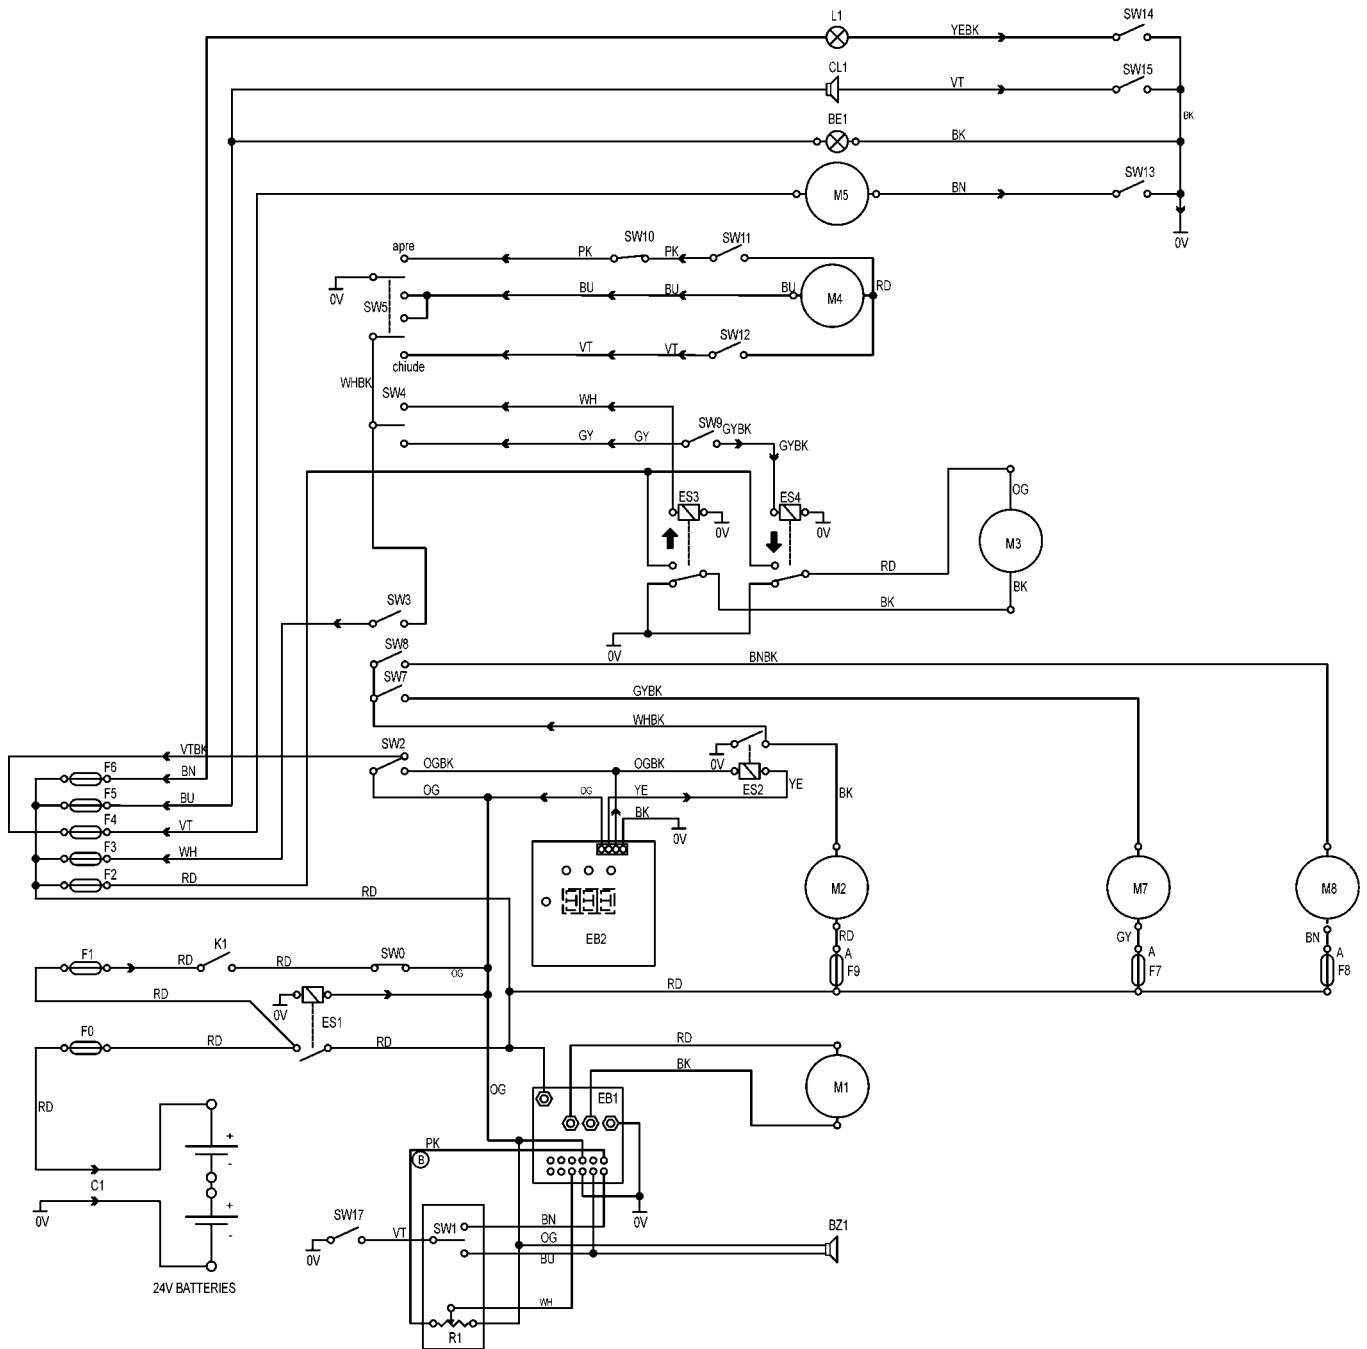 L1
YEBK
SW14
CL1
VT
SW15
BK
BE1
BK
M5
BN
SW13
0V
apre
PK
SW10
PK
SW11
0V
SW5
BU
BU
BU
M4
RD
VT
VT
SW12
chiude
WHBK
SW4
WH
GY
GY
SW9
GYBK
GYBK
ES3
0V
ES4
0V
OG
M3
RD
BK
BK
SW3
0V
SW8
BNBK
SW7
GYBK
WHBK
VTBK
SW2
OGBK
OGBK
0V
ES2
YE
BK
F6
BN
OG
OG
YE
F5
BU
BK
0V
F4
VT
F3
WH
F2
RD
RD
EB2
M2
M7
M8
RD
GY
BN
A
F9
A
F7
A
F8
F1
RD
K1
RD
SW0
OG
RD
0V
ES1
RD
F0
RD
RD
RD
BK
M1
OG
EB1
RD
+
-
C1
+
-
0V
24V BATTERIES
PK
B
0V
SW17
0V
VT
SW1
BN
OG
BU
BZ1
WH
R1